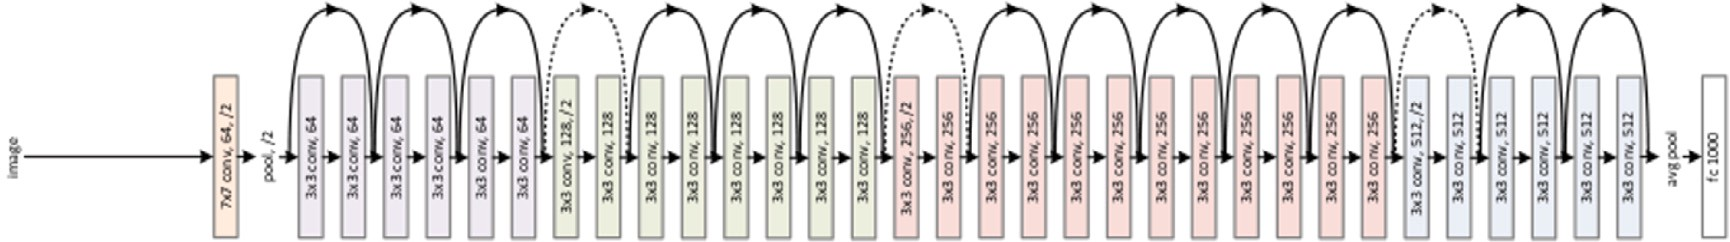 image
7x7 conv, 64, /2
pool, /2
3x3 conv, 64
3x3 conv, 64
3x3 conv, 64
3x3 conv, 64
3x3 conv, 64
3x3 conv, 64
3x3 conv, 128, /2
3x3 conv, 128
3x3 conv, 128
3x3 conv, 128
3x3 conv, 128
3x3 conv, 128
3x3 conv, 128
3x3 conv, 128
3x3 conv, 256, /2
3x3 conv, 256
3x3 conv, 256
3x3 conv, 256
3x3 conv, 256
3x3 conv, 256
3x3 conv, 256
3x3 conv, 256
3x3 conv, 256
3x3 conv, 256
3x3 conv, 256
3x3 conv, 256
3x3 conv, 512, /2
3x3 conv, 512
3x3 conv, 512
3x3 conv, 512
3x3 conv, 512
3x3 conv, 512
avg pool
fc 1000